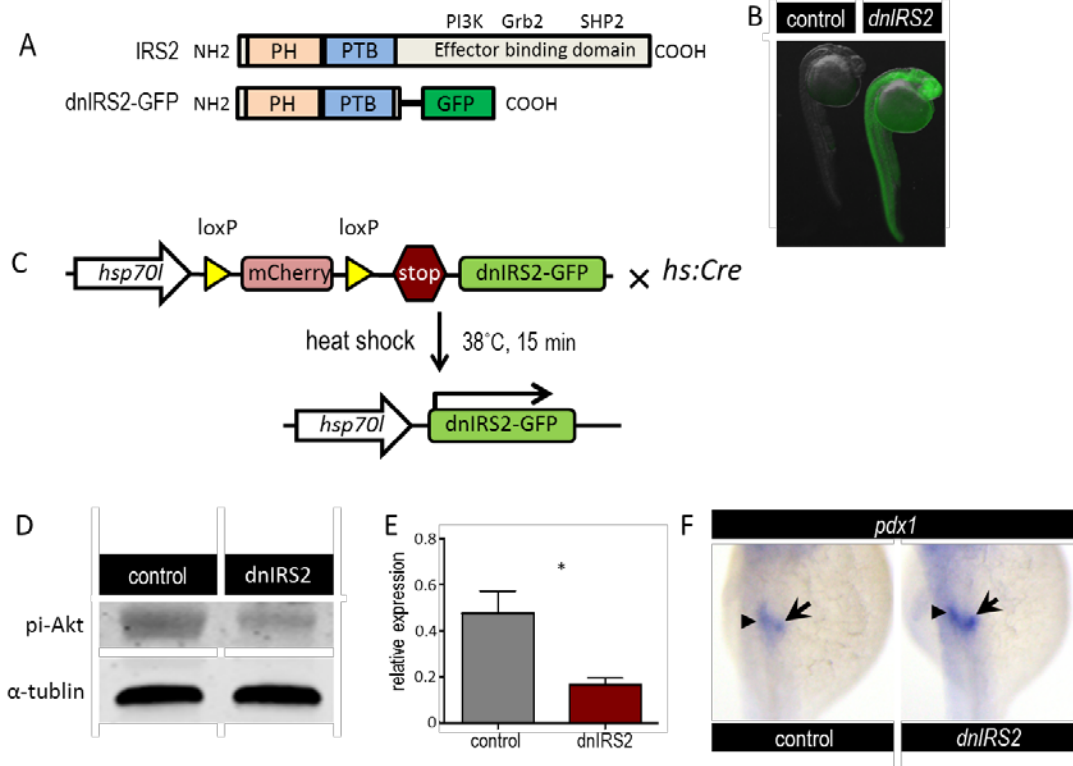 A
PI3K Grb2 SHP2
IRS2 NH2 PH PTB Effector binding domain COOH
dnIRS2-GFP NH2 PH PTB GFP COOH
B
control dnIRS2
C
loxP loxP
hsp70l mCherry stop dnIRS2-GFP × hs:Cre
heat shock 38˚C, 15 min
hsp70l dnIRS2-GFP
D
control dnIRS2
pi-Akt
α-tublin
E
relative expression
0.8
0.6
0.4
0.2
0
*
control dnIRS2
F
pdx1
control dnIRS2